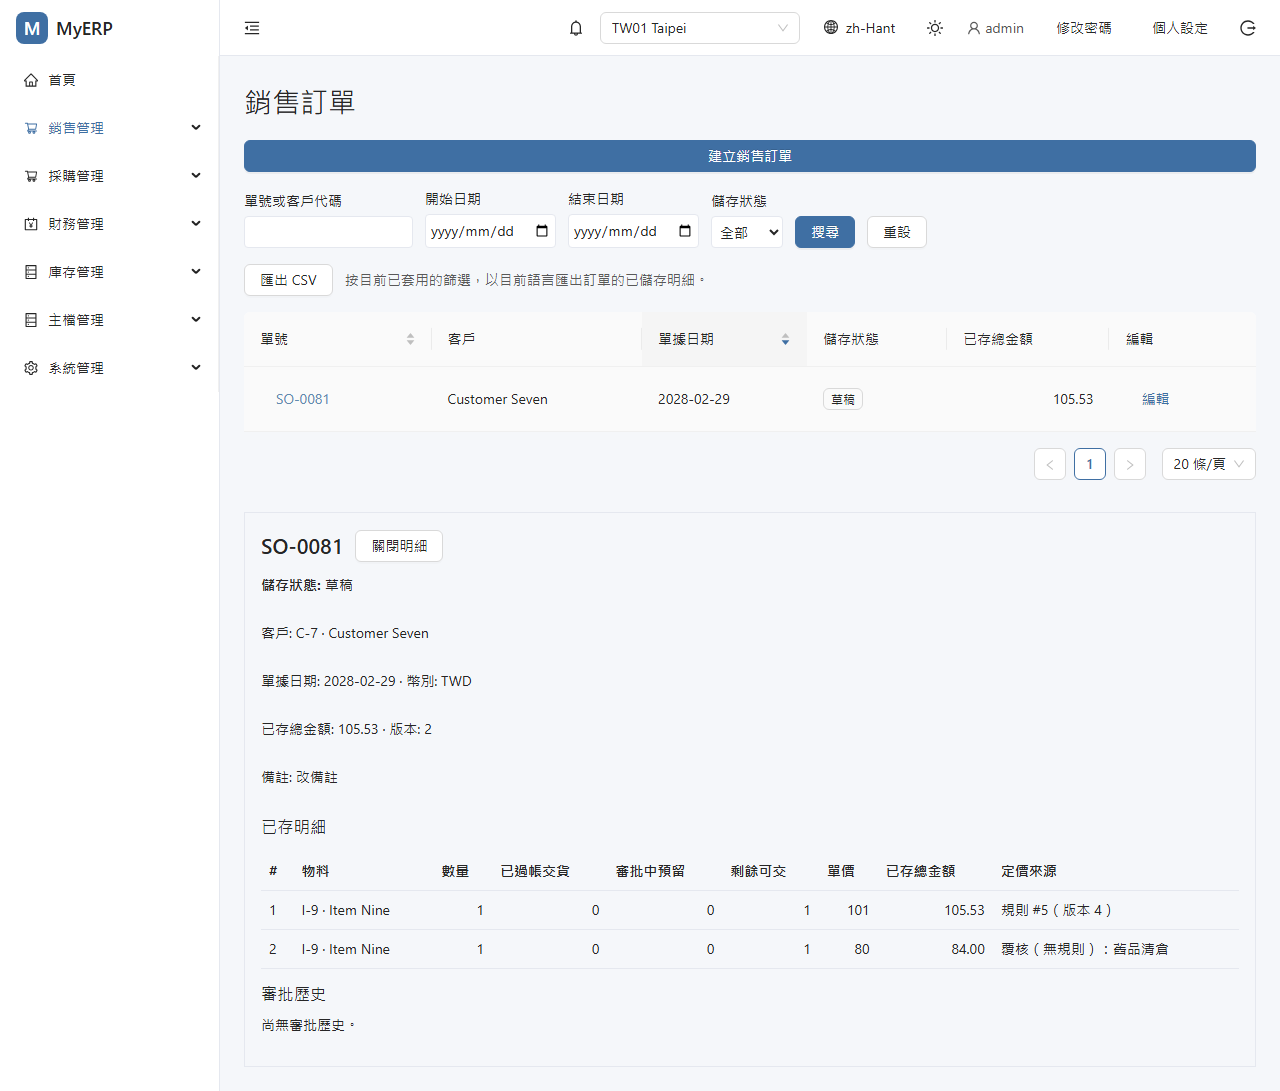 M MyERP
TW01 Taipei
zh-Hant
admin
修改密碼
個人設定
首頁
銷售管理
採購管理
財務管理
庫存管理
主檔管理
系統管理
銷售訂單
建立銷售訂單
單號或客戶代碼
開始日期
結束日期
儲存狀態
yyyy/mm/dd
yyyy/mm/dd
全部
搜尋
重設
匯出 CSV
按目前已套用的篩選，以目前語言匯出訂單的已儲存明細。
單號 客戶 單據日期 儲存狀態 已存總金額 編輯
SO-0081 Customer Seven 2028-02-29 草稿 105.53 編輯
< 1 > 20 條/頁
SO-0081 關閉明細
儲存狀態: 草稿
客戶: C-7 · Customer Seven
單據日期: 2028-02-29 · 幣別: TWD
已存總金額: 105.53 · 版本: 2
備註: 改備註
已存明細
# 物料 數量 已過帳交貨 審批中預留 剩餘可交 單價 已存總金額 定價來源
1 I-9 · Item Nine 1 0 0 1 101 105.53 規則 #5（版本 4）
2 I-9 · Item Nine 1 0 0 1 80 84.00 覆核（無規則）：舊品清倉
審批歷史
尚無審批歷史。